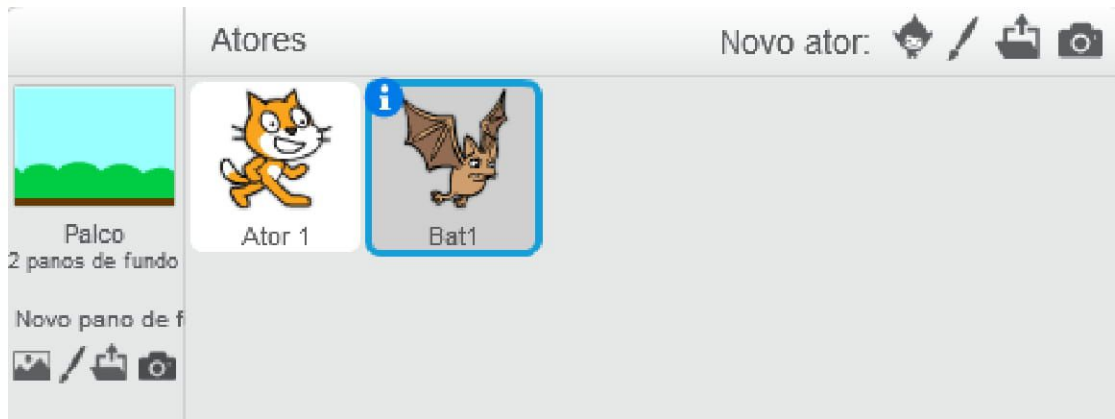 Atores
Novo ator:
Palco
2 panos de fundo
Novo pano de f
Ator 1
Bat1